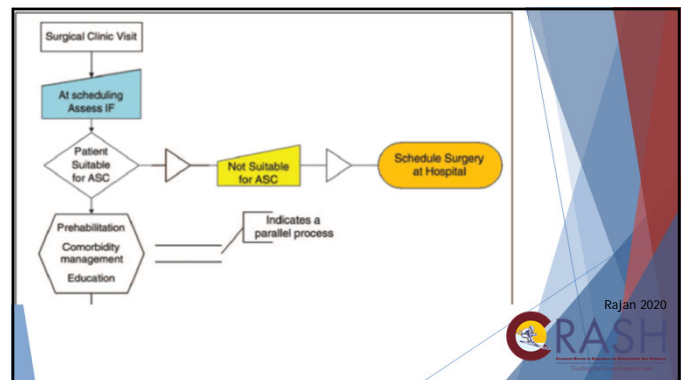 Surgical Clinic Visit
At scheduling
Assess IF
Patient
Suitable
for ASC
Not Suitable
for ASC
Schedule Surgery
at Hospital
Prehabilitation
Comorbidity
management
Education
Indicates a
parallel process
Rajan 2020
CRASH